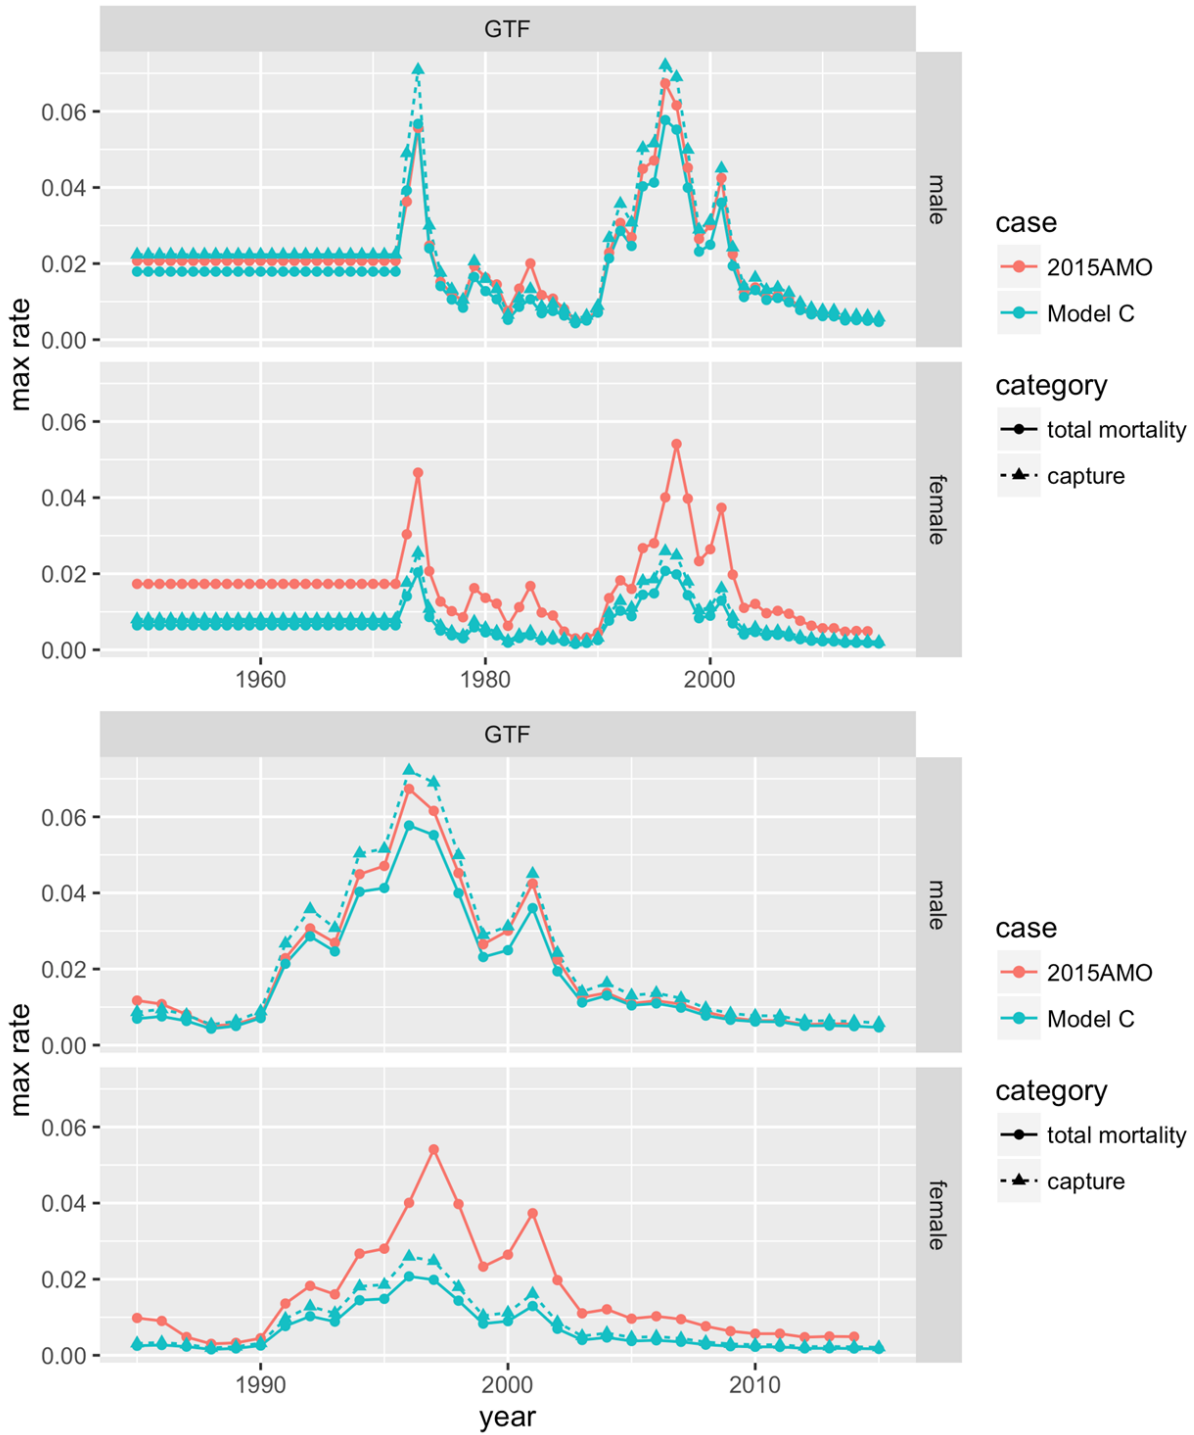 GTF
male
0.06
0.04
0.02
0.00
female
0.06
0.04
0.02
0.00
max rate
1960 1980 2000
case
2015AMO
Model C
category
total mortality
capture
GTF
male
0.06
0.04
0.02
0.00
female
0.06
0.04
0.02
0.00
max rate
1990 2000 2010
year
case
2015AMO
Model C
category
total mortality
capture